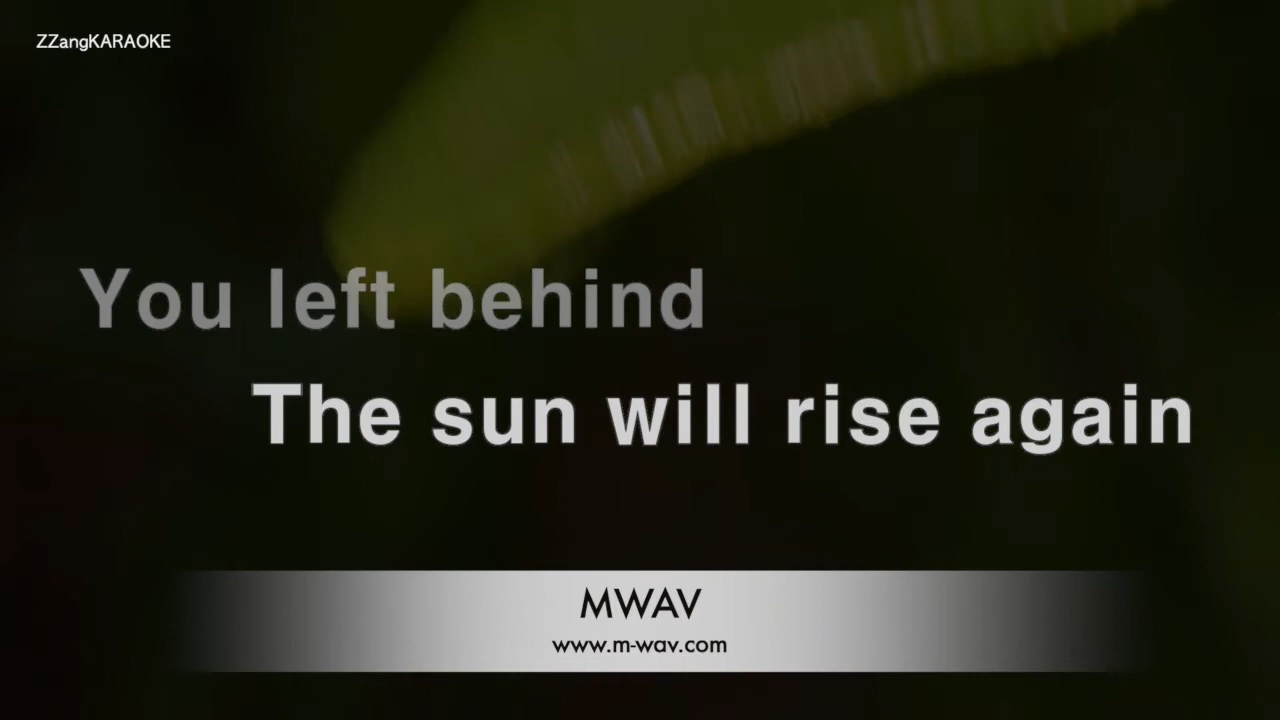 ZZangKARAOKE
You left behind
The sun will rise again
MWAV
www.m-wav.com